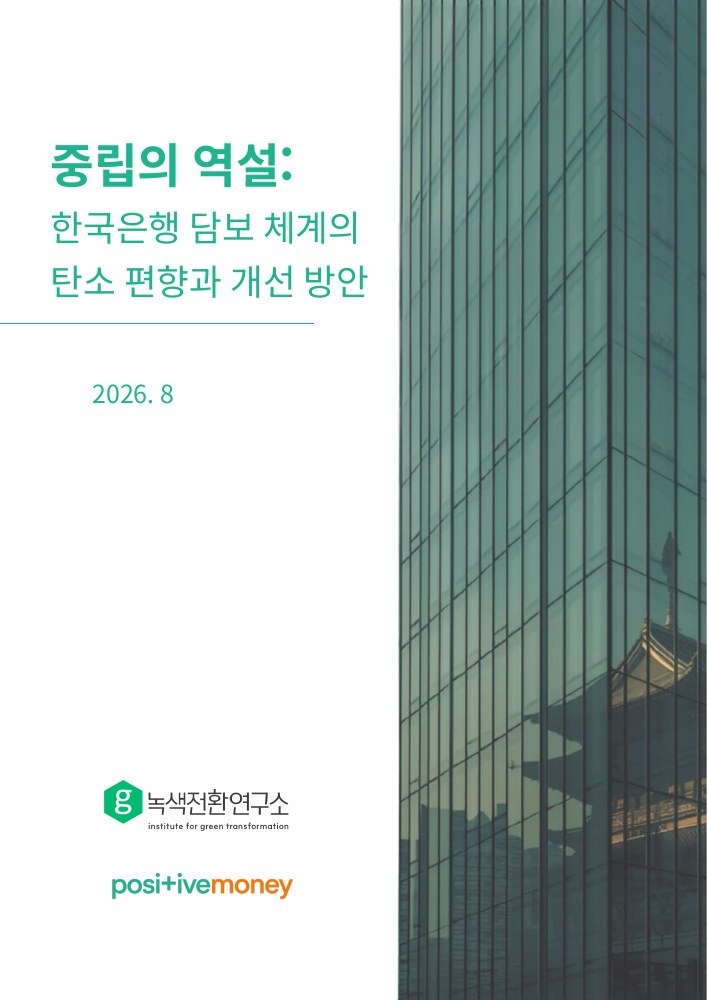 중립의 역설:
한국은행 담보 체계의
탄소 편향과 개선 방안
2026. 8
g 녹색전환연구소
institute for green transformation
positivemoney